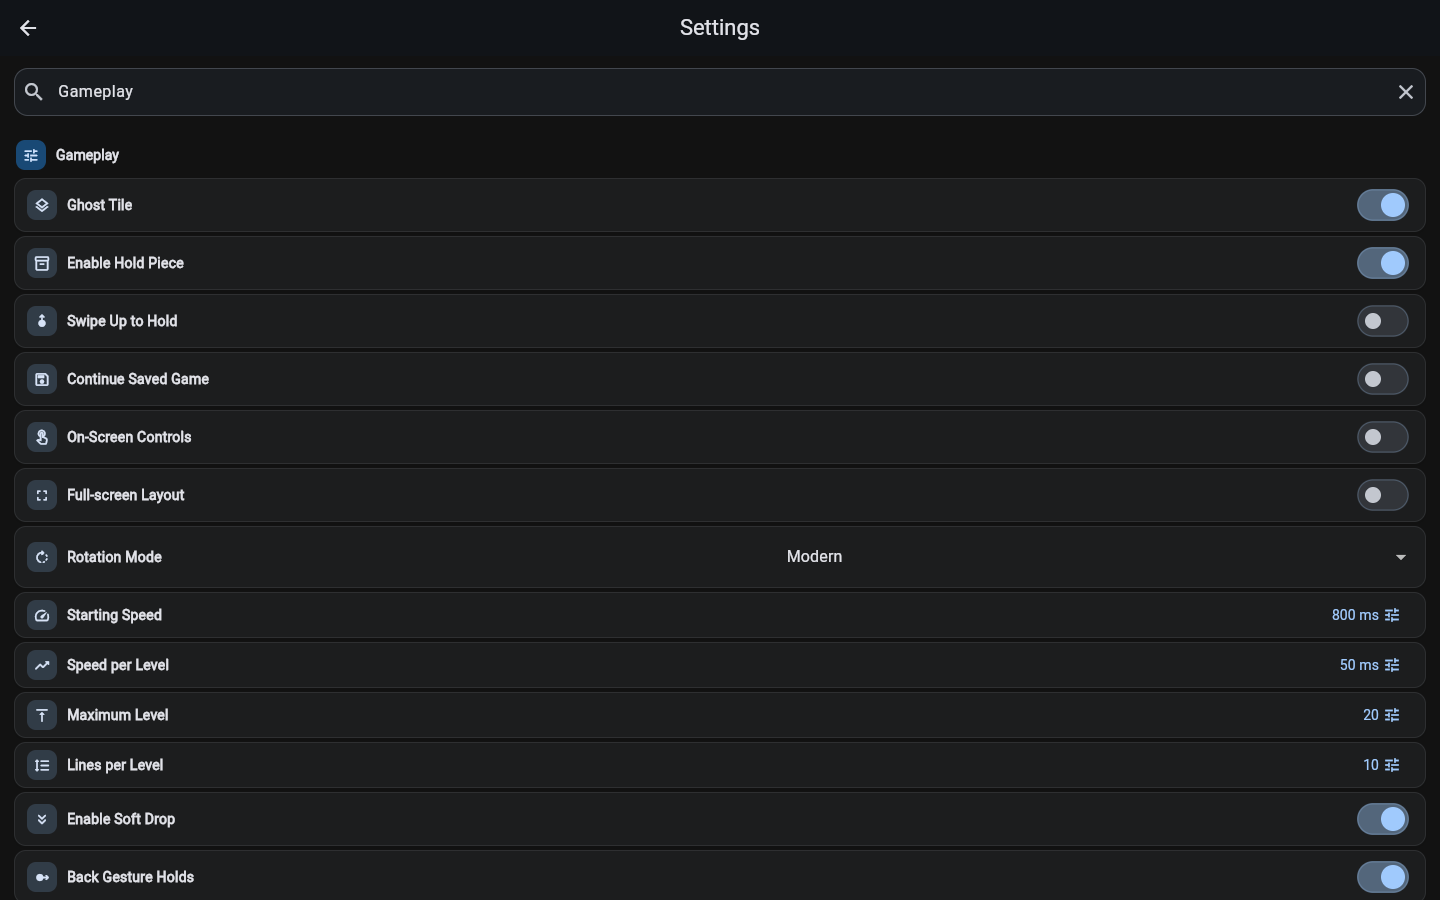 Settings
Gameplay
Gameplay
Ghost Tile
Enable Hold Piece
Swipe Up to Hold
Continue Saved Game
On-Screen Controls
Full-screen Layout
Rotation Mode Modern
Starting Speed 800 ms
Speed per Level 50 ms
Maximum Level 20
Lines per Level 10
Enable Soft Drop
Back Gesture Holds